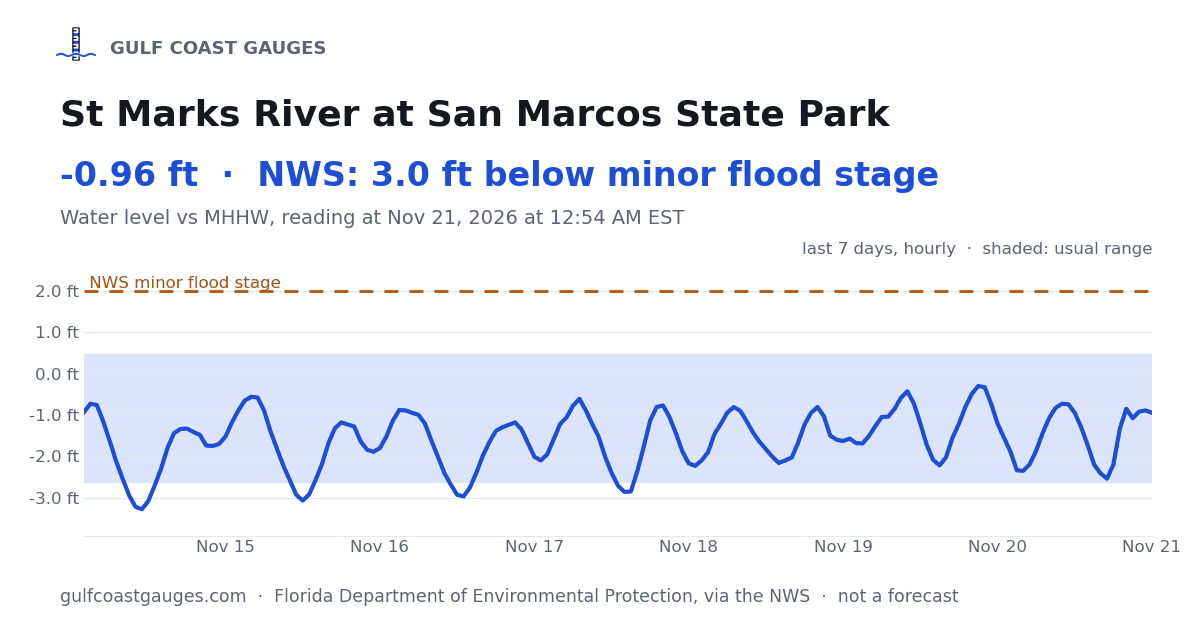 GULF COAST GAUGES
St Marks River at San Marcos State Park
-0.96 ft · NWS: 3.0 ft below minor flood stage
Water level vs MHHW, reading at Nov 21, 2026 at 12:54 AM EST
last 7 days, hourly · shaded: usual range
NWS minor flood stage
2.0 ft
1.0 ft
0.0 ft
-1.0 ft
-2.0 ft
-3.0 ft
Nov 15 Nov 16 Nov 17 Nov 18 Nov 19 Nov 20 Nov 21
gulfcoastgauges.com · Florida Department of Environmental Protection, via the NWS · not a forecast